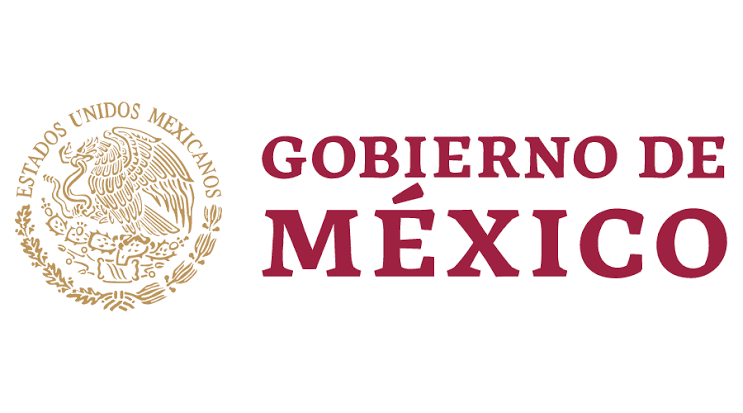 ESTADOS UNIDOS MEXICANOS
GOBIERNO DE
MÉXICO